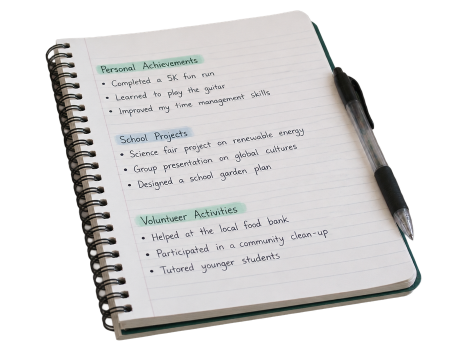 Personal Achievements
• Completed a 5K fun run
• Learned to play the guitar
• Improved my time management skills
School Projects
• Science fair project on renewable energy
• Group presentation on global cultures
• Designed a school garden plan
Volunteer Activities
• Helped at the local food bank
• Participated in a community clean-up
• Tutored younger students